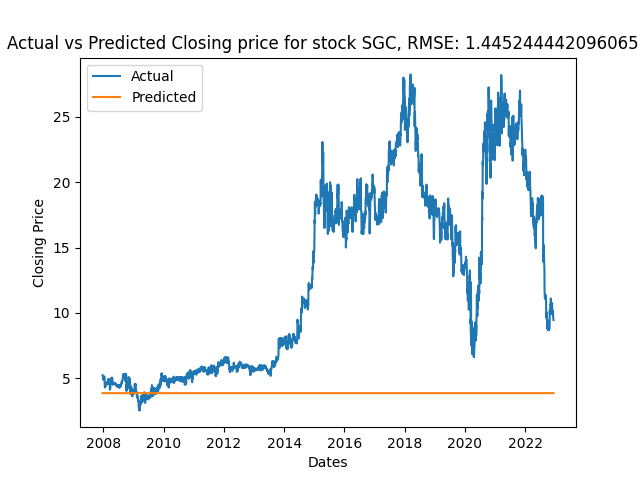 Actual vs Predicted Closing price for stock SGC, RMSE: 1.445244442096065
Actual
Predicted
25
20
15
10
5
Closing Price
2008 2010 2012 2014 2016 2018 2020 2022
Dates